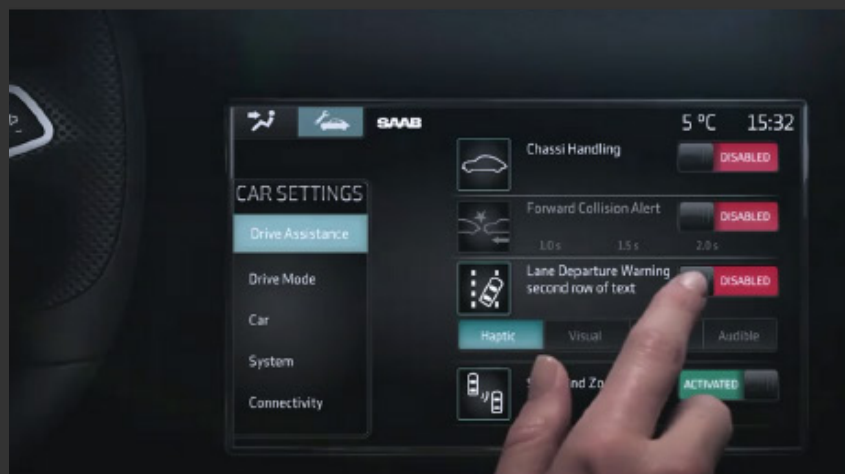 SAAB
5 ºC 15:32
CAR SETTINGS
Drive Assistance
Drive Mode
Car
System
Connectivity
Chassi Handling
DISABLED
Forward Collision Alert
DISABLED
1.0 s 1.5 s 2.0 s
Lane Departure Warning
second row of text
DISABLED
Haptic Visual Audible
ACTIVATED